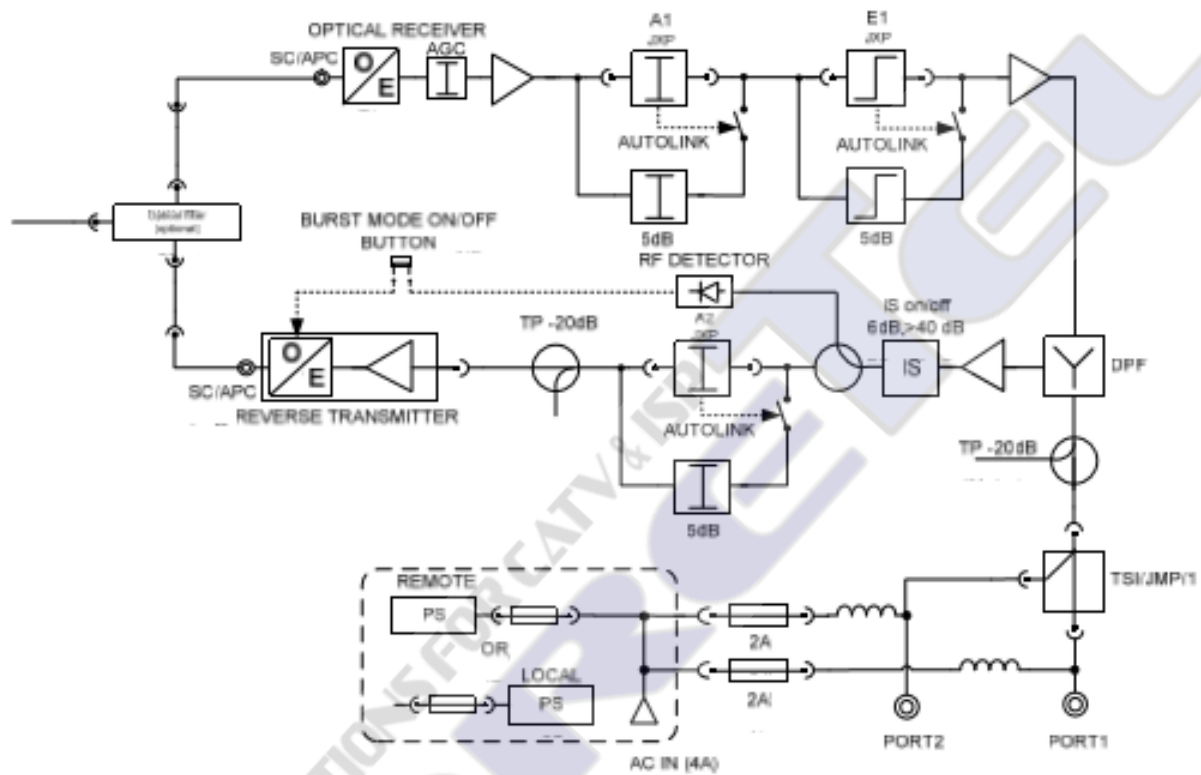 OPTICAL RECEIVER
SC/APC
AGC
O
E
A1
JXP
E1
JXP
AUTOLINK
AUTOLINK
5dB
5dB
(optional)
BURST MODE ON/OFF
BUTTON
RF DETECTOR
TP -20dB
A2
JXP
IS on/off
6dB,>40 dB
IS
DPF
O
E
SC/APC
REVERSE TRANSMITTER
AUTOLINK
TP -20dB
5dB
TSI/JMP/1
REMOTE
PS
OR
2A
LOCAL
PS
2A
PORT2
PORT1
AC IN (4A)
TIONS FOR CATV & ISP